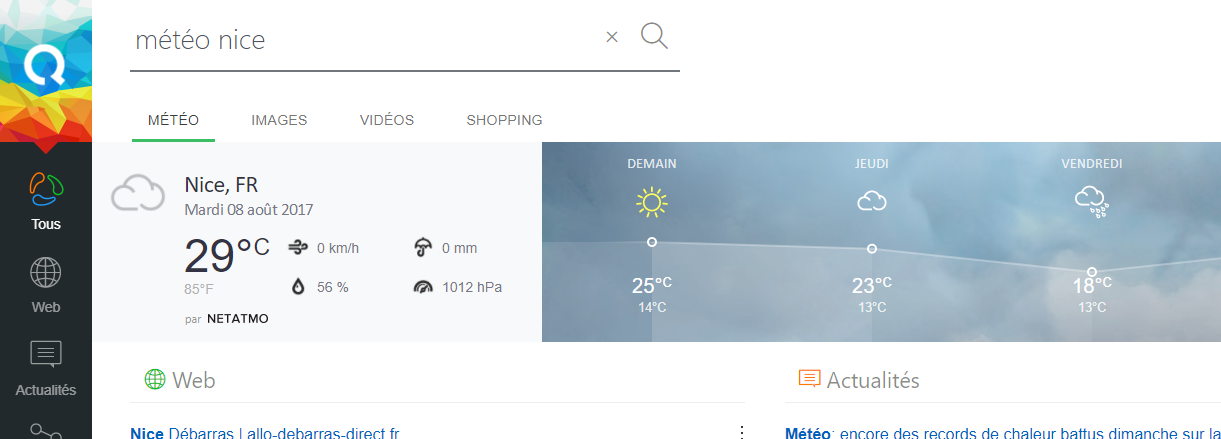 météo nice ×
MÉTÉO IMAGES VIDÉOS SHOPPING
Tous
Web
Actualités
Nice, FR
Mardi 08 août 2017
29°C
85°F
0 km/h
0 mm
56 %
1012 hPa
par NETATMO
DEMAIN
25°C
14°C
JEUDI
23°C
13°C
VENDREDI
18°C
13°C
Web
Nice Débarras | allo-debarras-direct.fr
Actualités
Météo: encore des records de chaleur battus dimanche sur la